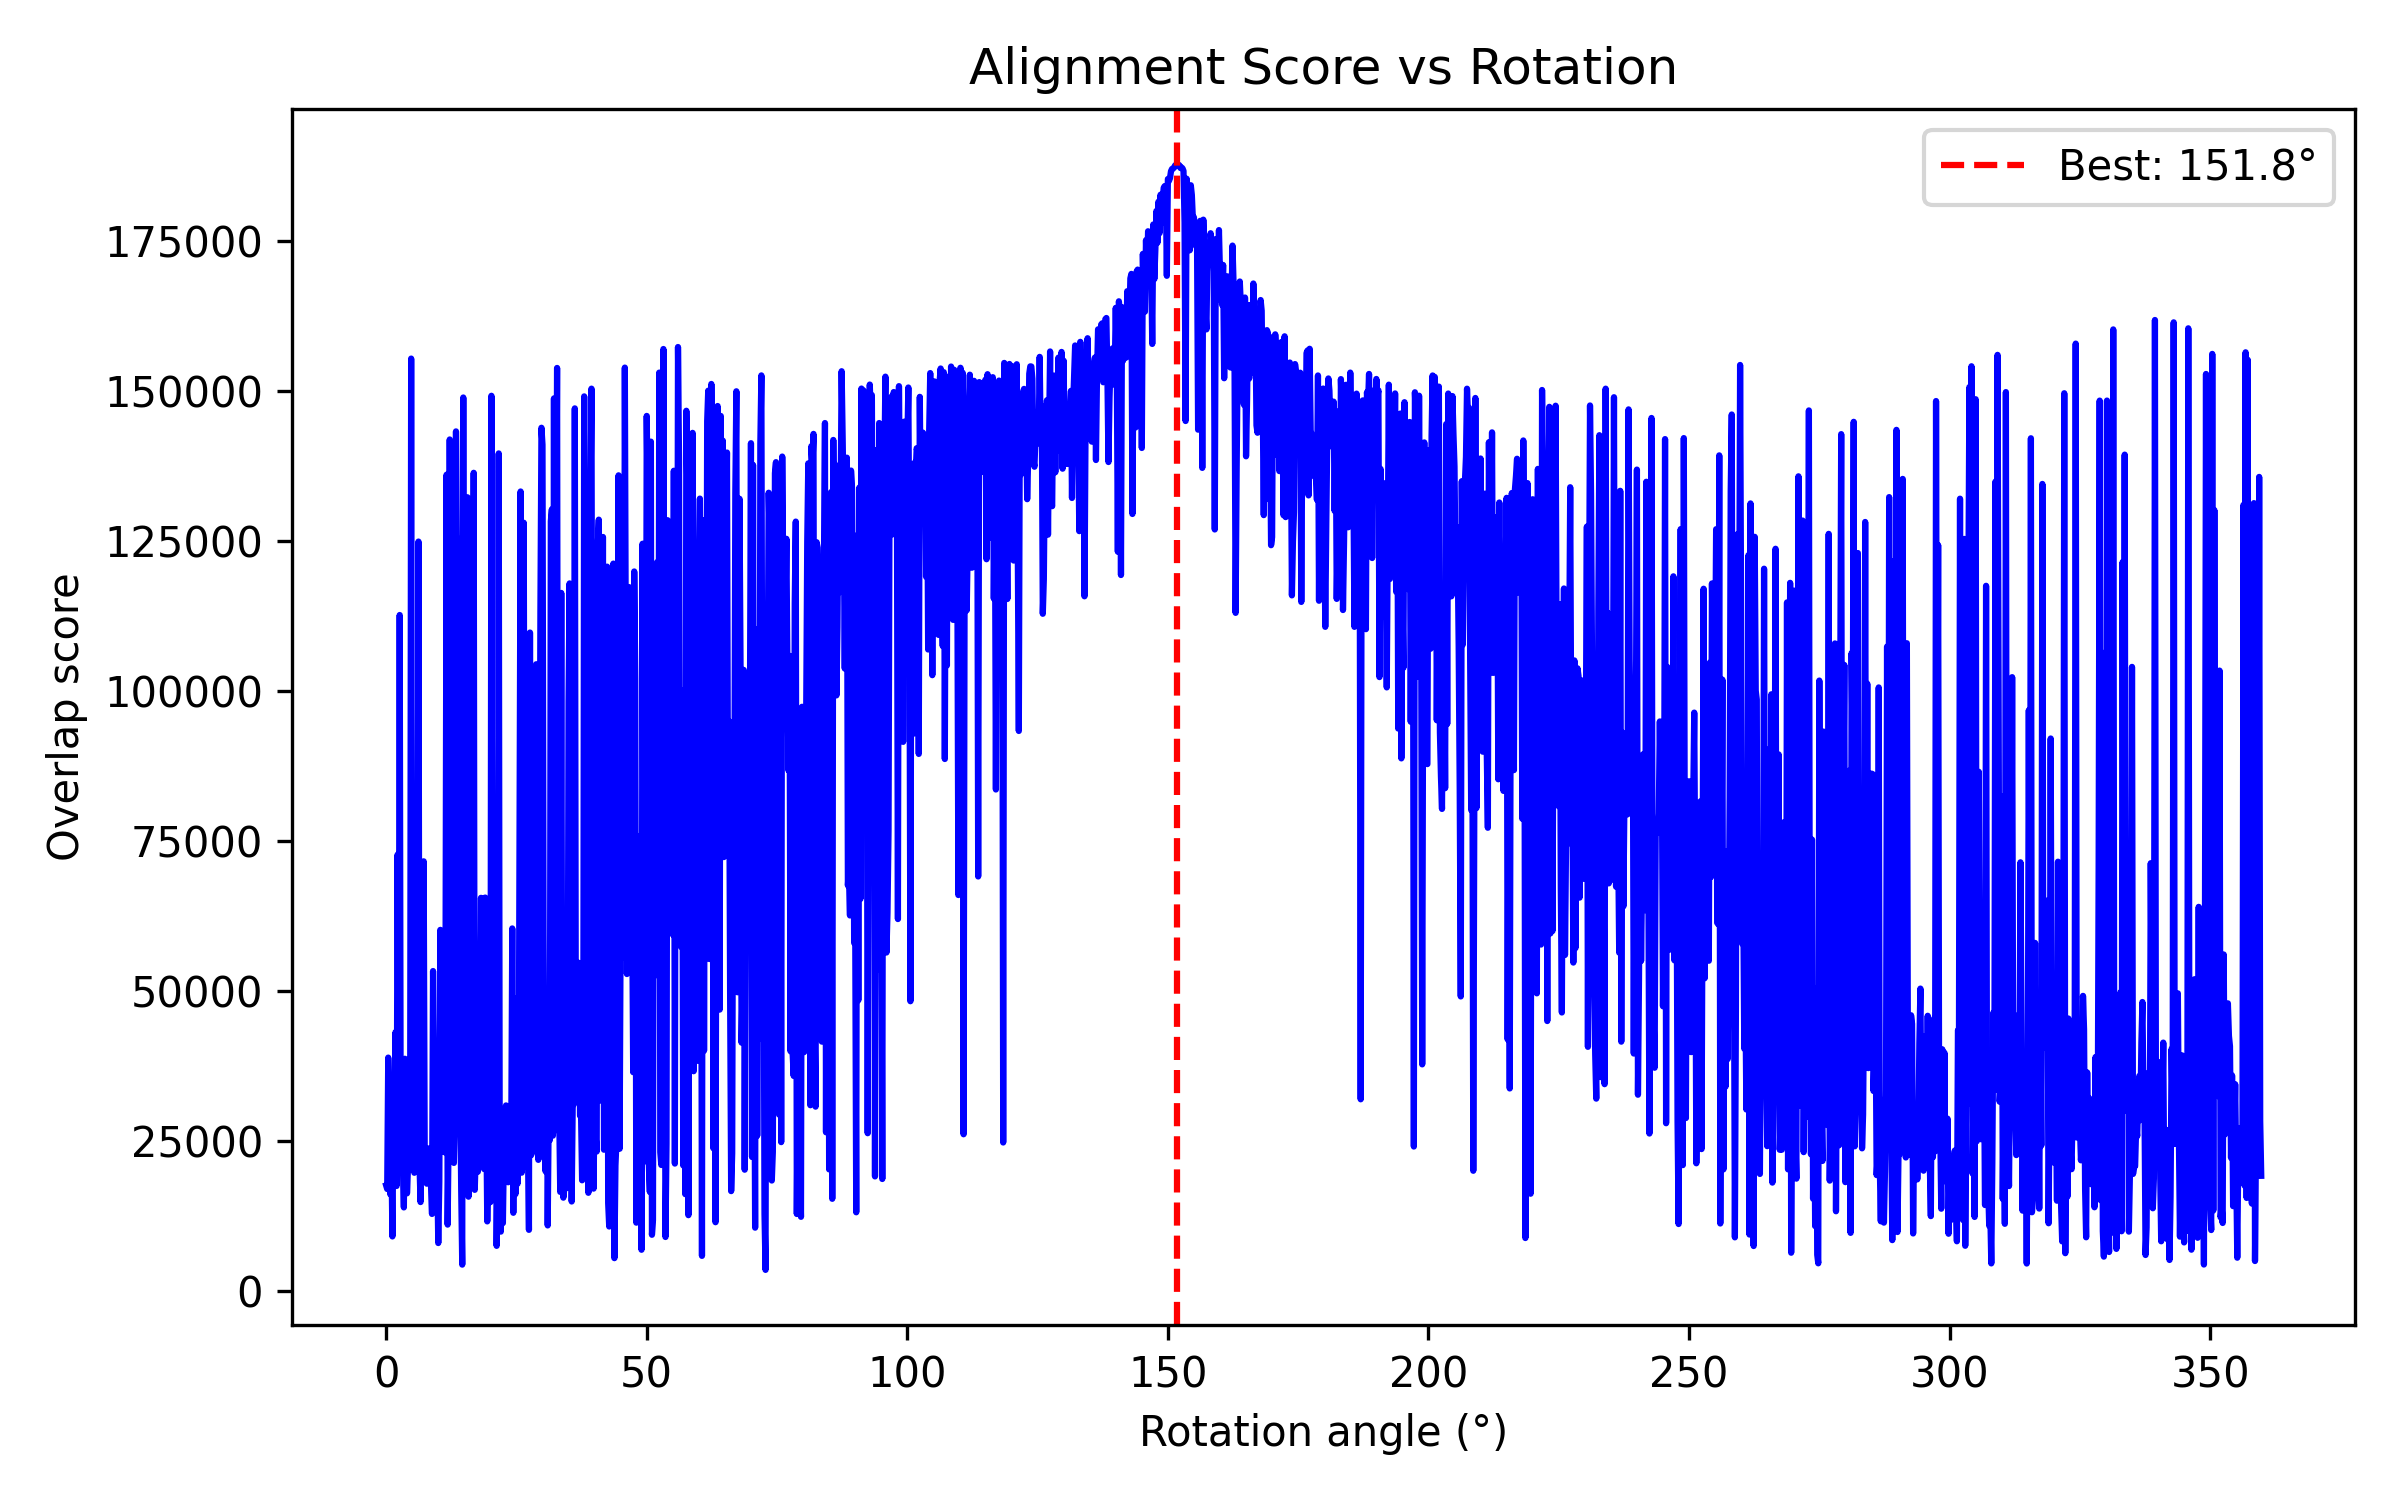 Alignment Score vs Rotation
Best: 151.8°
Overlap score
175000
150000
125000
100000
75000
50000
25000
0
0 50 100 150 200 250 300 350
Rotation angle (°)